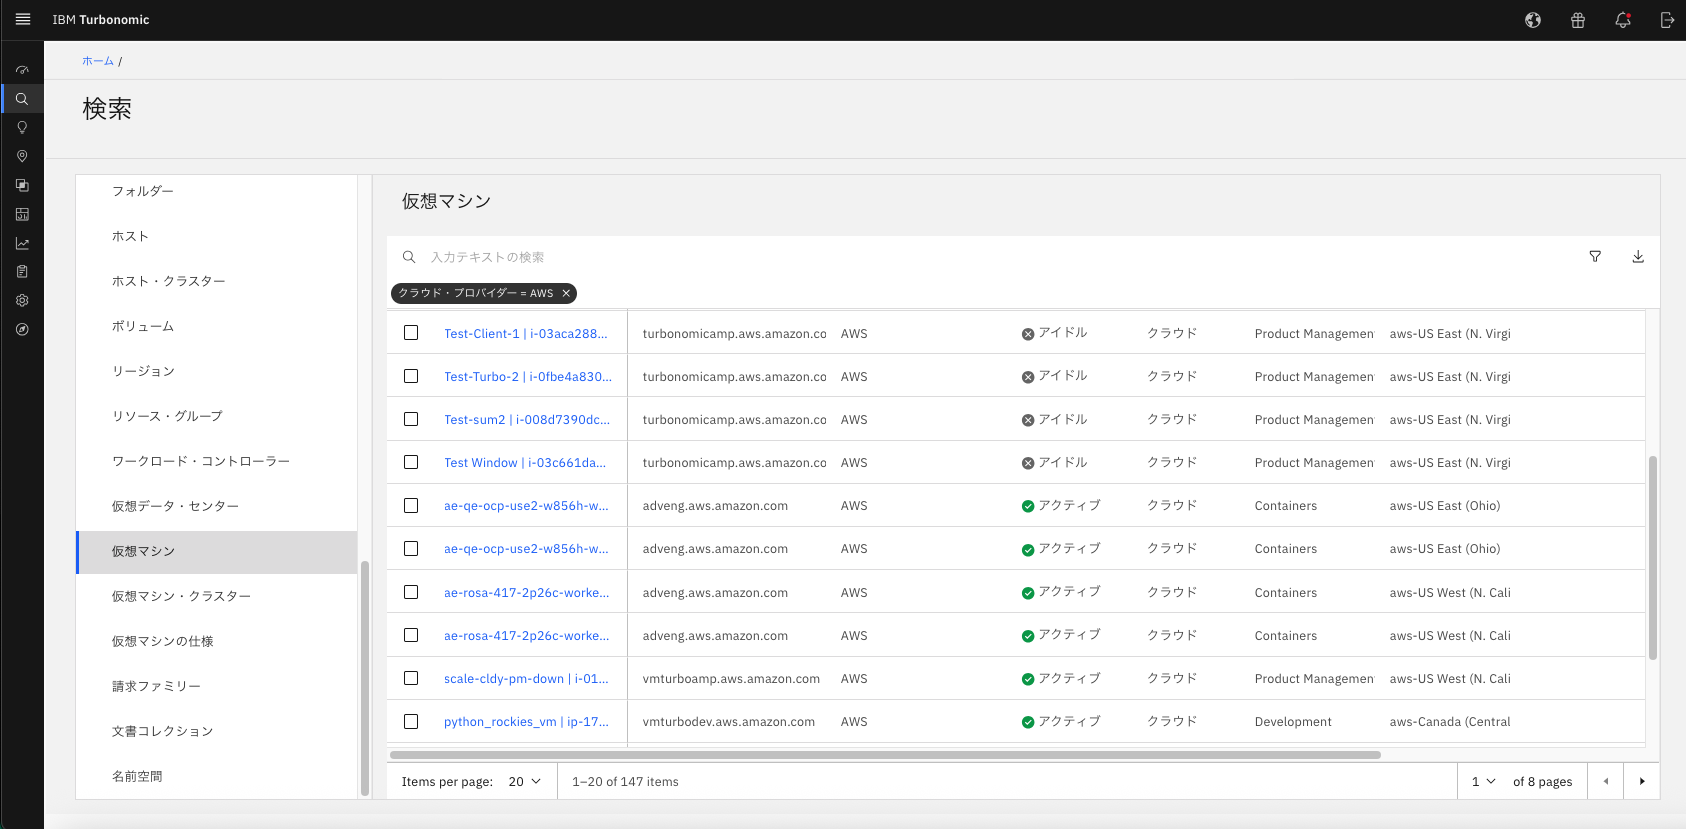 IBM Turbonomic
ホーム /
検索
フォルダー
ホスト
ホスト・クラスター
ボリューム
リージョン
リソース・グループ
ワークロード・コントローラー
仮想データ・センター
仮想マシン
仮想マシン・クラスター
仮想マシンの仕様
請求ファミリー
文書コレクション
名前空間
仮想マシン
入力テキストの検索
クラウド・プロバイダー = AWS
Test-Client-1 | i-03aca288... turbonomicamp.aws.amazon.co AWS アイドル クラウド Product Managemen aws-US East (N. Virgi
Test-Turbo-2 | i-0fbe4a830... turbonomicamp.aws.amazon.co AWS アイドル クラウド Product Managemen aws-US East (N. Virgi
Test-sum2 | i-008d7390dc... turbonomicamp.aws.amazon.co AWS アイドル クラウド Product Managemen aws-US East (N. Virgi
Test Window | i-03c661da... turbonomicamp.aws.amazon.co AWS アイドル クラウド Product Managemen aws-US East (N. Virgi
ae-qe-ocp-use2-w856h-w... adveng.aws.amazon.com AWS アクティブ クラウド Containers aws-US East (Ohio)
ae-qe-ocp-use2-w856h-w... adveng.aws.amazon.com AWS アクティブ クラウド Containers aws-US East (Ohio)
ae-rosa-417-2p26c-worke... adveng.aws.amazon.com AWS アクティブ クラウド Containers aws-US West (N. Cali
ae-rosa-417-2p26c-worke... adveng.aws.amazon.com AWS アクティブ クラウド Containers aws-US West (N. Cali
scale-cldy-pm-down | i-01... vmturboamp.aws.amazon.com AWS アクティブ クラウド Product Managemen aws-US West (N. Cali
python_rockies_vm | ip-17... vmturbodev.aws.amazon.com AWS アクティブ クラウド Development aws-Canada (Central
Items per page: 20 1–20 of 147 items 1 of 8 pages